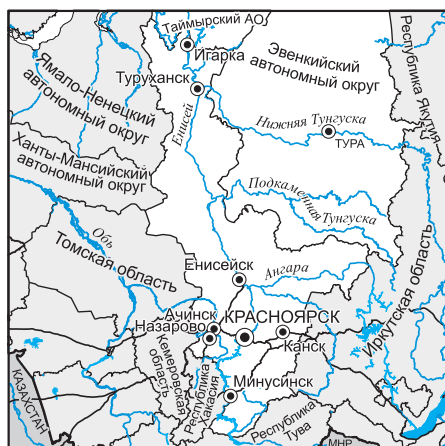 Таймырский АО
Игарка
Эвенкийский
автономный округ
Республика Якутия
Ямало-Ненецкий
автономный округ
Туруханск
Енисей
Нижняя Тунгуска
ТУРА
Ханты-Мансийский
автономный округ
Подкаменная
Тунгуска
Обь
Томская область
Енисейск
Ангара
Иркутская область
Ачинск
КРАСНОЯРСК
Назарово
Канск
Кемеровская
область
Республика
Хакасия
Минусинск
КАЗАХСТАН
Республика
Тува
МНР